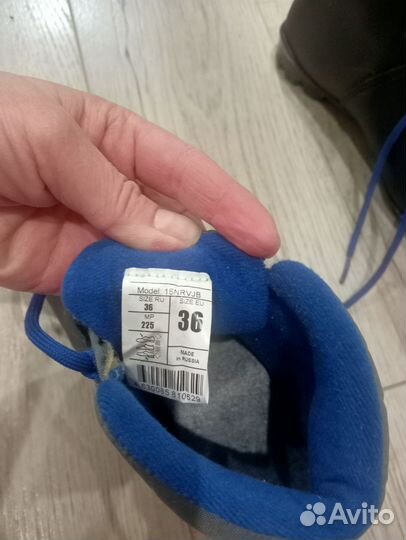 Model: 15NRVJB
SIZE RU
36
MP
225
SIZE EU
36
MADE
in RUSSIA
Avito